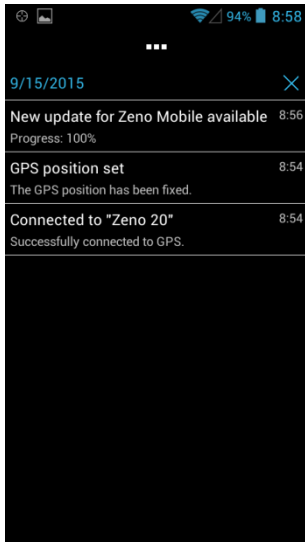 94% 8:58
9/15/2015
New update for Zeno Mobile available 8:56
Progress: 100%
GPS position set 8:54
The GPS position has been fixed.
Connected to "Zeno 20" 8:54
Successfully connected to GPS.